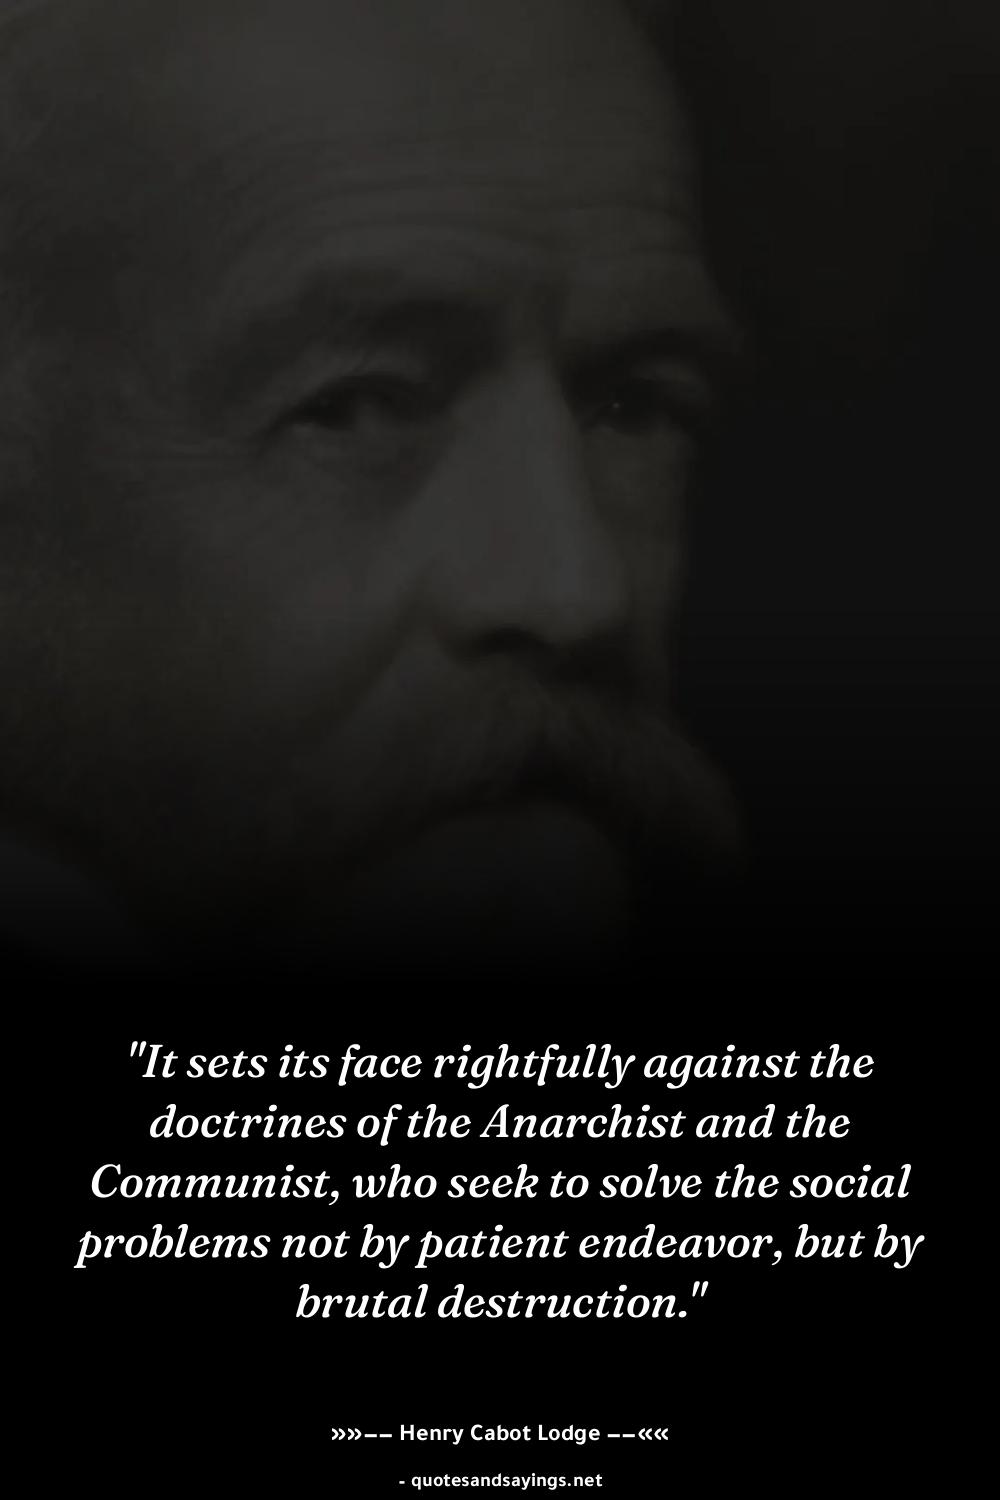 "It sets its face rightfully against the
doctrines of the Anarchist and the
Communist, who seek to solve the social
problems not by patient endeavor, but by
brutal destruction."
»»−− Henry Cabot Lodge −−««
- quotesandsayings.net